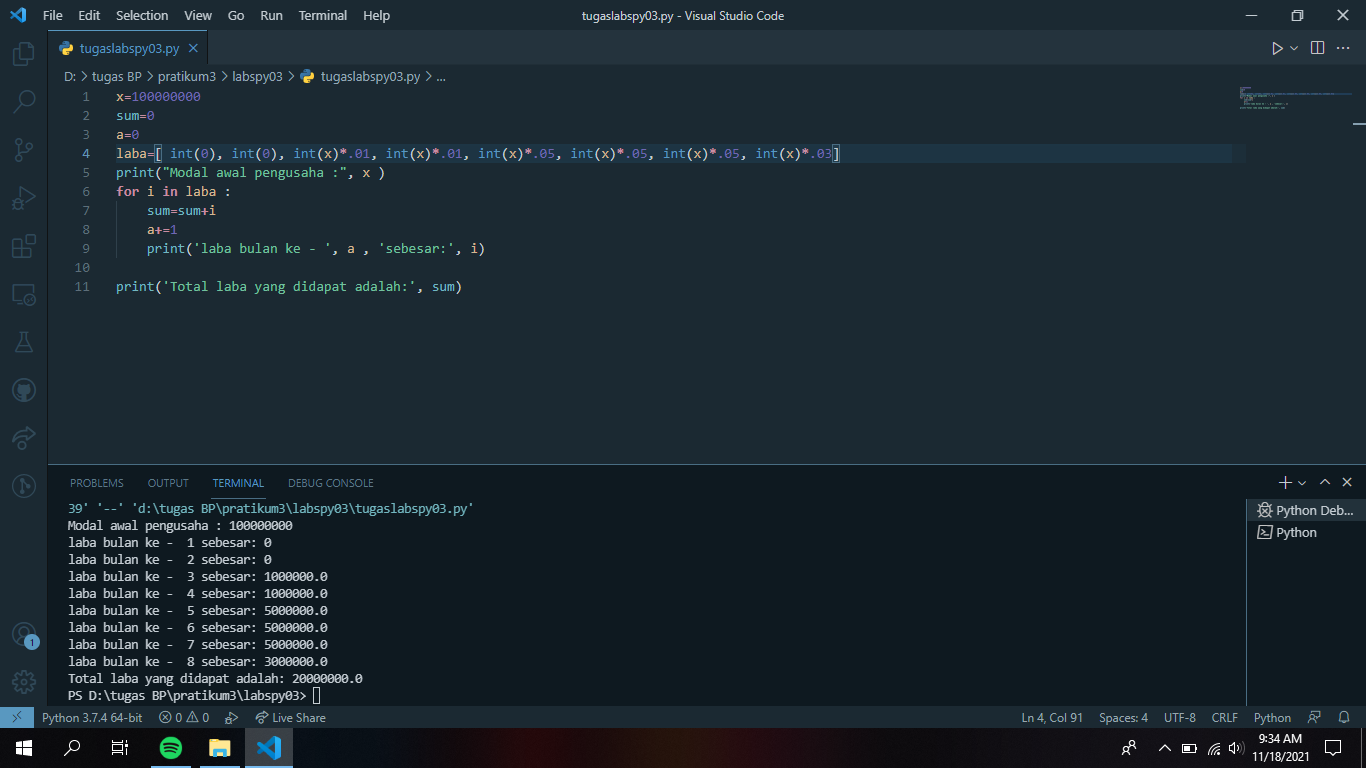 File Edit Selection View Go Run Terminal Help tugaslabspy03.py - Visual Studio Code
tugaslabspy03.py
D: > tugas BP > pratikum3 > labspy03 > tugaslabspy03.py > ...
1 x=100000000
2 sum=0
3 a=0
4 laba=[ int(0), int(0), int(x)*.01, int(x)*.01, int(x)*.05, int(x)*.05, int(x)*.05, int(x)*.03]
5 print("Modal awal pengusaha :", x )
6 for i in laba :
7     sum=sum+i
8     a+=1
9     print('laba bulan ke - ', a , 'sebesar:', i)
10
11 print('Total laba yang didapat adalah:', sum)
PROBLEMS OUTPUT TERMINAL DEBUG CONSOLE
39' '--' 'd:\tugas BP\pratikum3\labspy03\tugaslabspy03.py'
Modal awal pengusaha : 100000000
laba bulan ke -  1 sebesar: 0
laba bulan ke -  2 sebesar: 0
laba bulan ke -  3 sebesar: 1000000.0
laba bulan ke -  4 sebesar: 1000000.0
laba bulan ke -  5 sebesar: 5000000.0
laba bulan ke -  6 sebesar: 5000000.0
laba bulan ke -  7 sebesar: 5000000.0
laba bulan ke -  8 sebesar: 3000000.0
Total laba yang didapat adalah: 20000000.0
PS D:\tugas BP\pratikum3\labspy03>
Python Deb...
Python
1
Python 3.7.4 64-bit 0 0 Live Share Ln 4, Col 91 Spaces: 4 UTF-8 CRLF Python
9:34 AM
11/18/2021